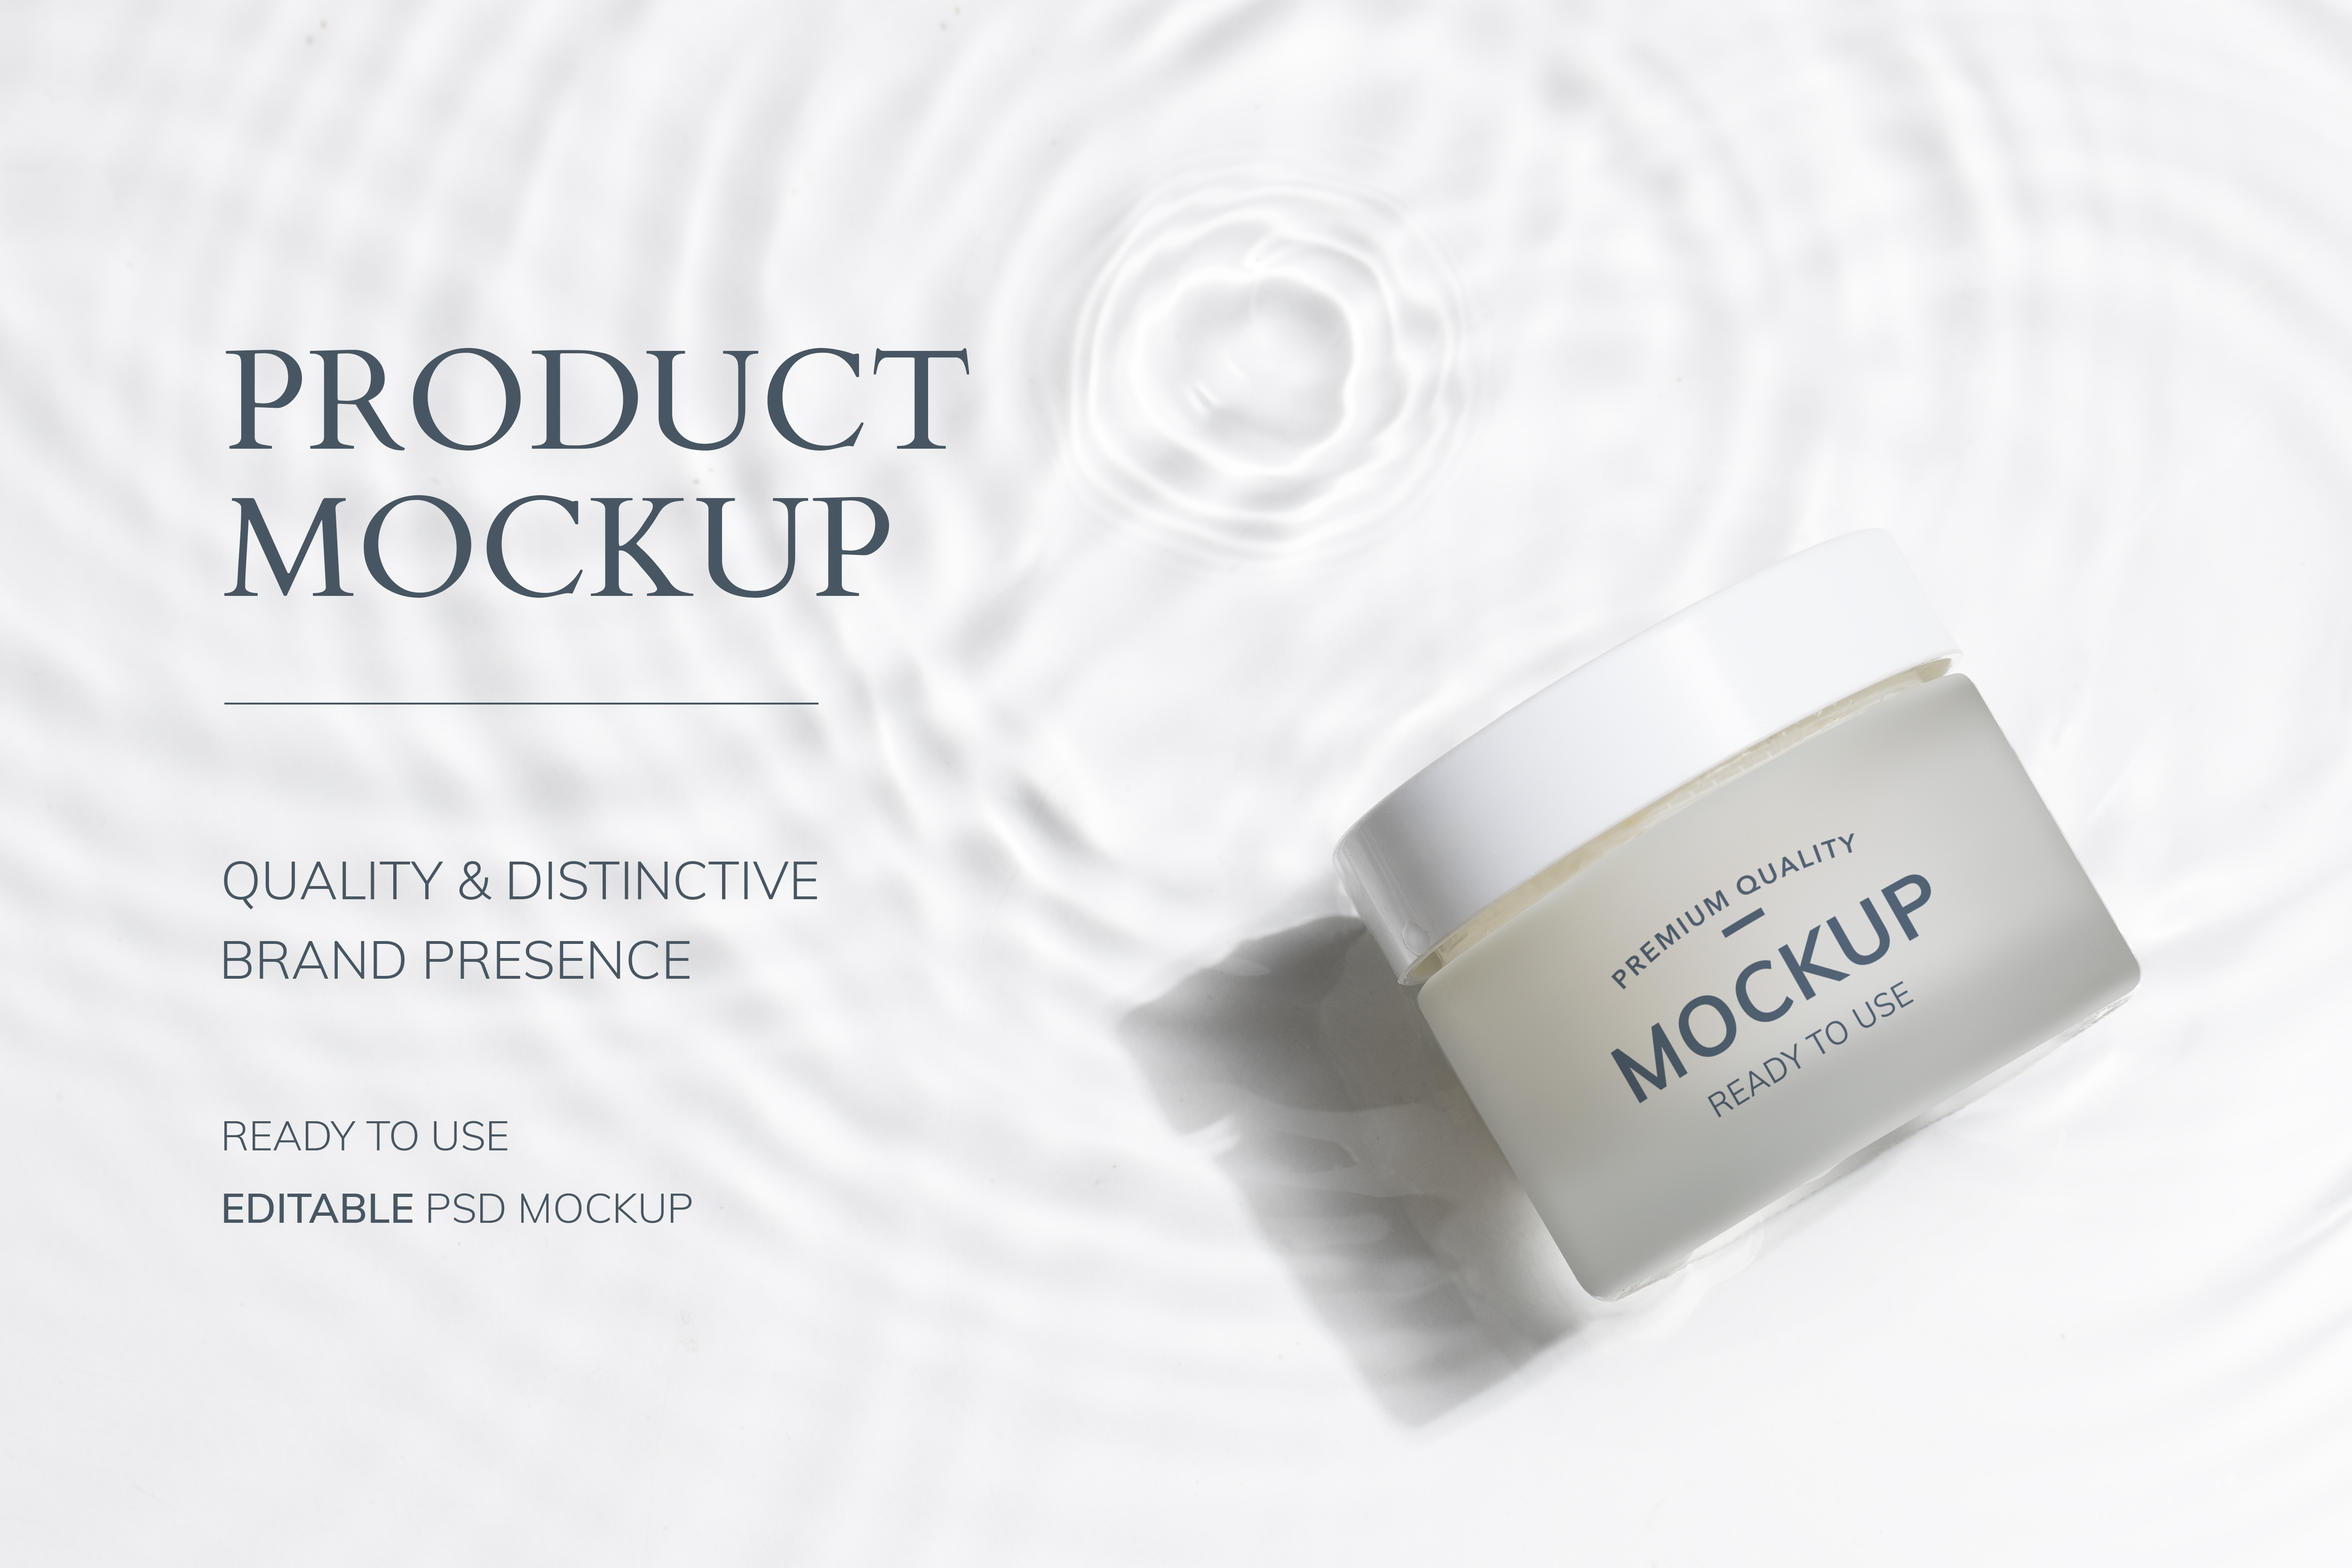 PRODUCT
MOCKUP
QUALITY & DISTINCTIVE
BRAND PRESENCE
READY TO USE
EDITABLE PSD MOCKUP
PREMIUM QUALITY
MOCKUP
READY TO USE